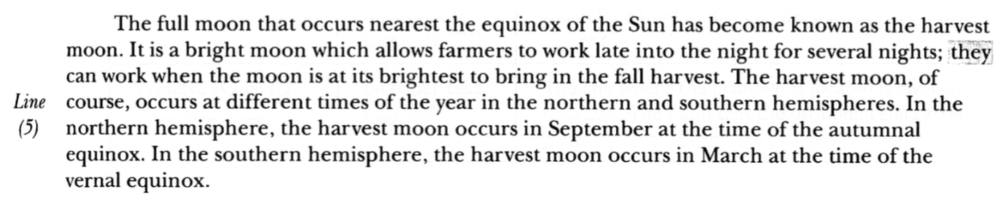 The full moon that occurs nearest the equinox of the Sun has become known as the harvest
moon. It is a bright moon which allows farmers to work late into the night for several nights; they
can work when the moon is at its brightest to bring in the fall harvest. The harvest moon, of
Line course, occurs at different times of the year in the northern and southern hemispheres. In the
(5) northern hemisphere, the harvest moon occurs in September at the time of the autumnal
equinox. In the southern hemisphere, the harvest moon occurs in March at the time of the
vernal equinox.